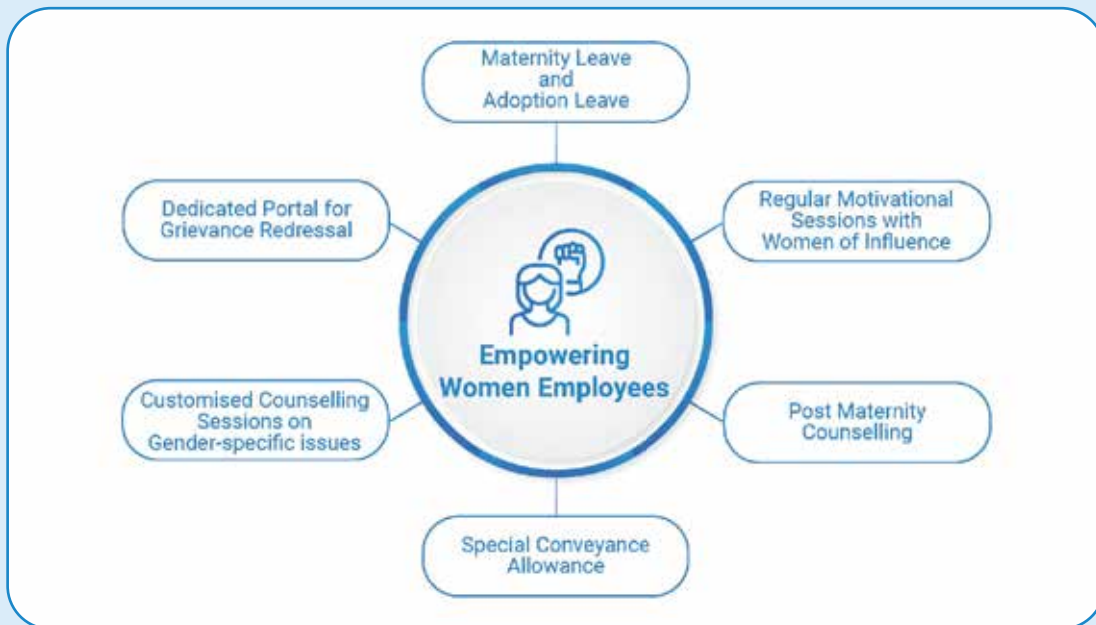 Maternity Leave
and
Adoption Leave
Dedicated Portal for
Grievance Redressal
Regular Motivational
Sessions with
Women of Influence
Empowering
Women Employees
Customised Counselling
Sessions on
Gender-specific issues
Post Maternity
Counselling
Special Conveyance
Allowance